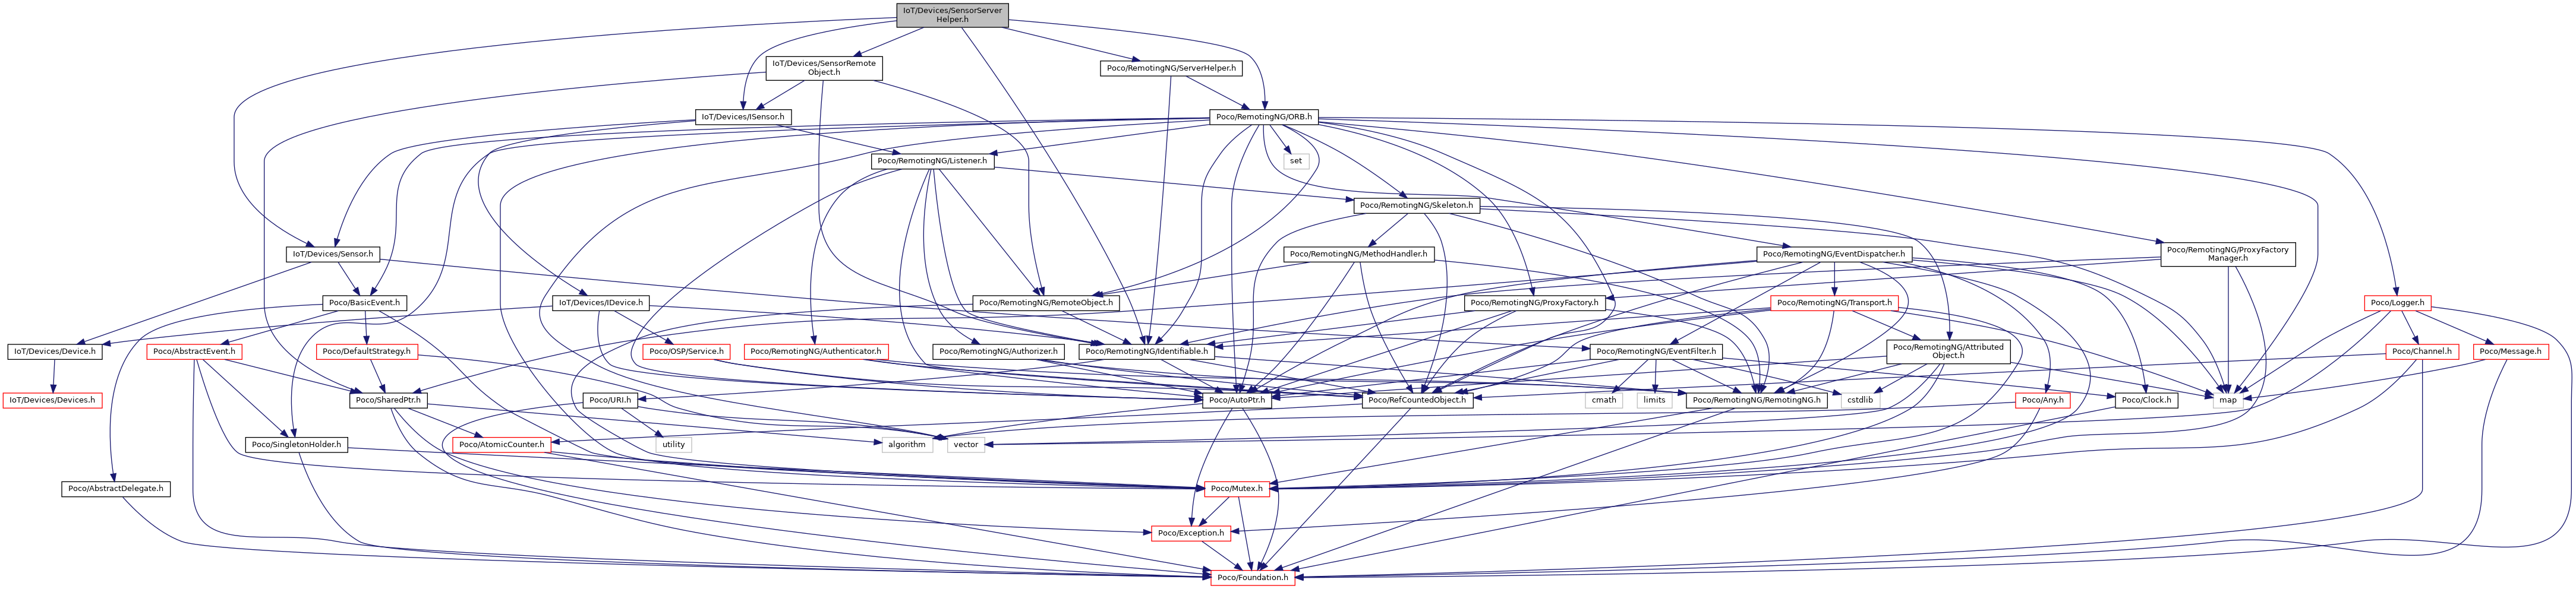 IoT/Devices/SensorServer
Helper.h
IoT/Devices/SensorRemote
Object.h
Poco/RemotingNG/ServerHelper.h
IoT/Devices/ISensor.h
Poco/RemotingNG/ORB.h
Poco/RemotingNG/Listener.h
set
Poco/RemotingNG/Skeleton.h
IoT/Devices/Sensor.h
Poco/RemotingNG/MethodHandler.h
Poco/RemotingNG/EventDispatcher.h
Poco/RemotingNG/ProxyFactory
Manager.h
Poco/BasicEvent.h
IoT/Devices/IDevice.h
Poco/RemotingNG/RemoteObject.h
Poco/RemotingNG/ProxyFactory.h
Poco/RemotingNG/Transport.h
Poco/Logger.h
IoT/Devices/Device.h
Poco/AbstractEvent.h
Poco/DefaultStrategy.h
Poco/OSP/Service.h
Poco/RemotingNG/Authenticator.h
Poco/RemotingNG/Authorizer.h
Poco/RemotingNG/Identifiable.h
Poco/RemotingNG/EventFilter.h
Poco/RemotingNG/Attributed
Object.h
Poco/Channel.h
Poco/Message.h
IoT/Devices/Devices.h
Poco/SharedPtr.h
Poco/URI.h
Poco/AutoPtr.h
Poco/RefCountedObject.h
cmath
limits
Poco/RemotingNG/RemotingNG.h
cstdlib
Poco/Any.h
Poco/Clock.h
map
Poco/SingletonHolder.h
Poco/AtomicCounter.h
utility
algorithm
vector
Poco/AbstractDelegate.h
Poco/Mutex.h
Poco/Exception.h
Poco/Foundation.h